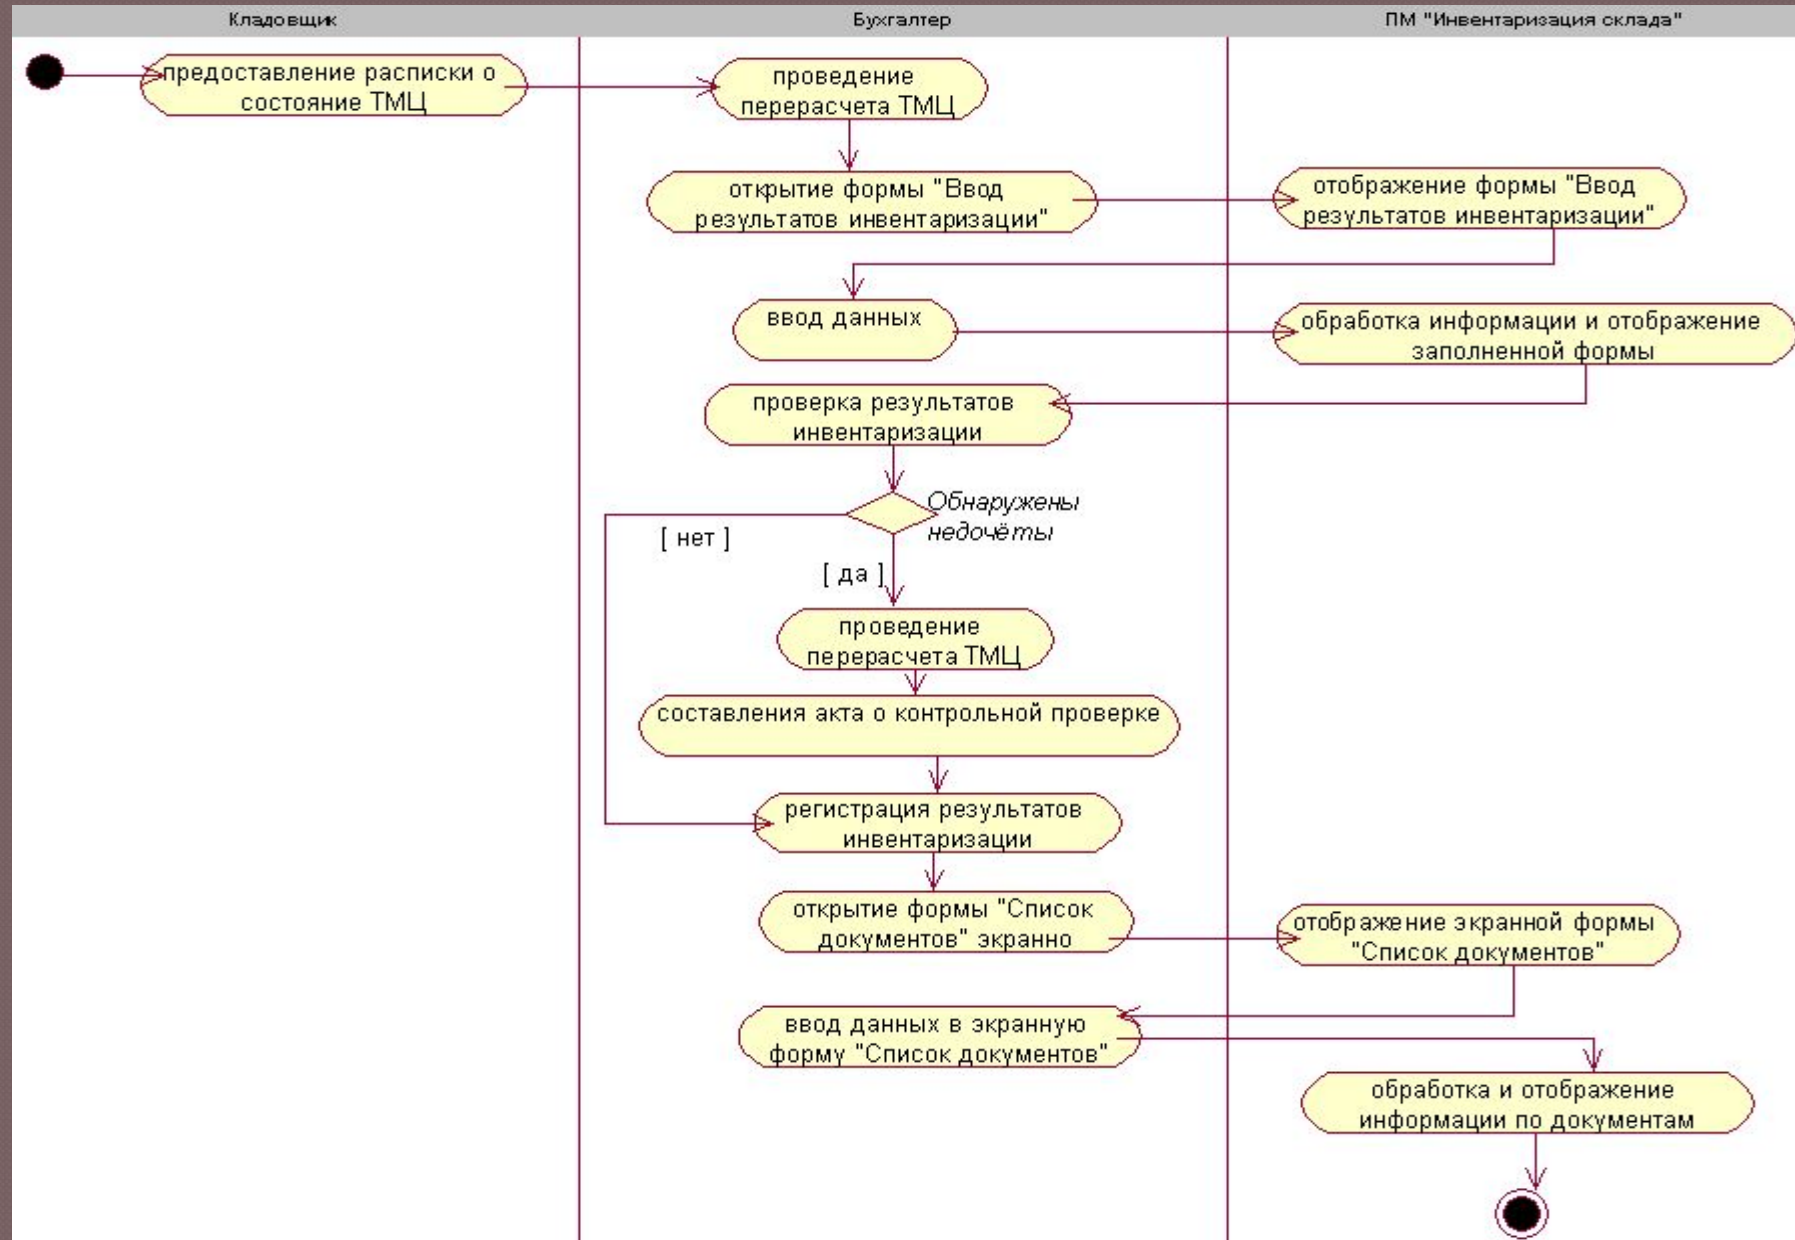 Кладовщик
Бухгалтер
ПМ "Инвентаризация склада"
предоставление расписки о
состояние ТМЦ
проведение
перерасчета ТМЦ
открытие формы "Ввод
результатов инвентаризации"
отображение формы "Ввод
результатов инвентаризации"
ввод данных
обработка информации и отображение
заполненной формы
проверка результатов
инвентаризации
Обнаружены
недочёты
[ нет ]
[ да ]
проведение
перерасчета ТМЦ
составления акта о контрольной проверке
регистрация результатов
инвентаризации
открытие формы "Список
документов" экранно
отображение экранной формы
"Список документов"
ввод данных в экранную
форму "Список документов"
обработка и отображение
информации по документам